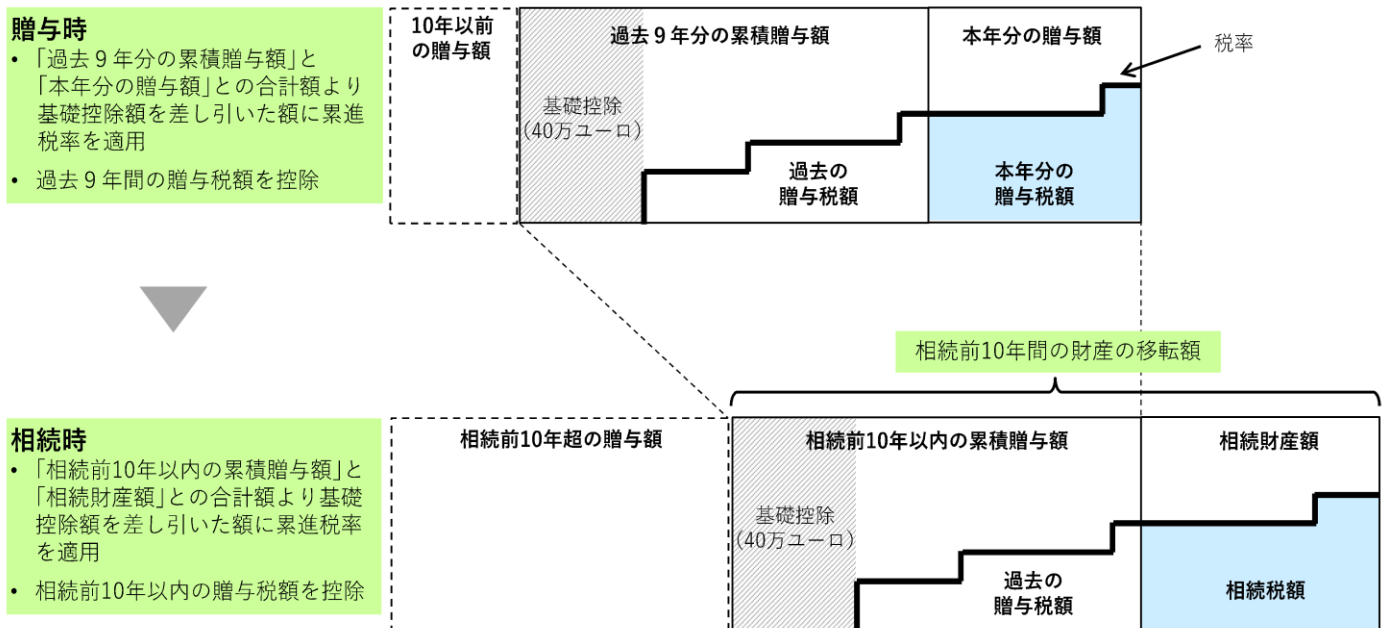 贈与時
• 「過去９年分の累積贈与額」と
「本年分の贈与額」との合計額より
基礎控除額を差し引いた額に累進
税率を適用
• 過去９年間の贈与税額を控除
10年以前
の贈与額
過去９年分の累積贈与額
本年分の贈与額
税率
基礎控除
(40万ユーロ)
過去の
贈与税額
本年分の
贈与税額
相続前10年間の財産の移転額
相続時
• 「相続前10年以内の累積贈与額」と
「相続財産額」との合計額より基礎
控除額を差し引いた額に累進税率
を適用
• 相続前10年以内の贈与税額を控除
相続前10年超の贈与額
相続前10年以内の累積贈与額
相続財産額
基礎控除
(40万ユーロ)
過去の
贈与税額
相続税額